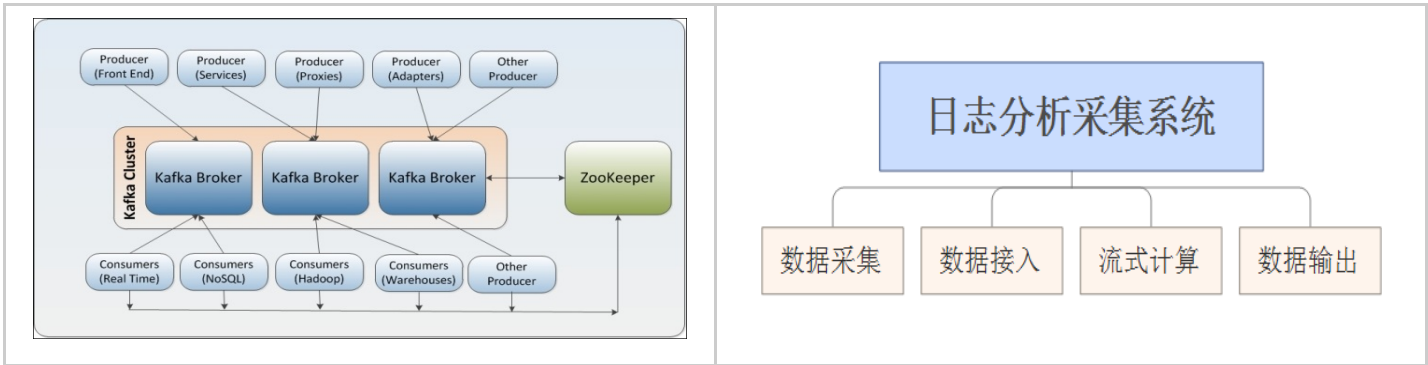 Producer
(Front End)
Producer
(Services)
Producer
(Proxies)
Producer
(Adapters)
Other
Producer
Kafka Cluster
Kafka Broker
Kafka Broker
Kafka Broker
ZooKeeper
Consumers
(Real Time)
Consumers
(NoSQL)
Consumers
(Hadoop)
Consumers
(Warehouses)
Other
Producer
日志分析采集系统
数据采集
数据接入
流式计算
数据输出